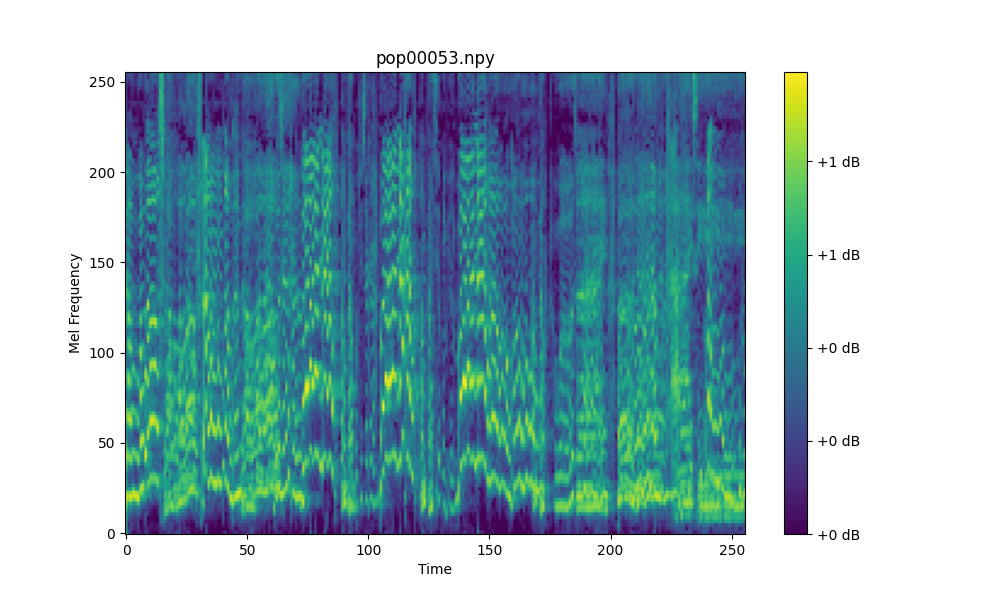 pop00053.npy
Mel Frequency
250
200
150
100
50
0
0 50 100 150 200 250
Time
+1 dB
+1 dB
+0 dB
+0 dB
+0 dB